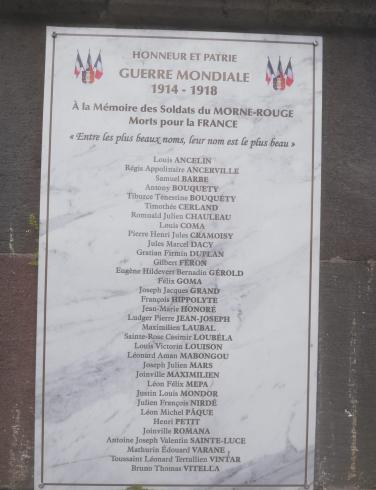 HONNEUR ET PATRIE
GUERRE MONDIALE
1914 - 1918
À la Mémoire des Soldats du MORNE-ROUGE
Morts pour la FRANCE
« Entre les plus beaux noms, leur nom est le plus beau »
Louis ANCELIN
Régis Appolinaire ANCERVILLE
Samuel BARBE
Antony BOUQUETY
Tiburce Ténestine BOUQUÉTY
Timothée CERLAND
Romuald Julien CHAULEAU
Louis COMA
Pierre Henri Jules CRAMOISY
Jules Marcel DACY
Gratian Firmin DUPLAN
Gilbert FÉRON
Eugène Hildevert Bernadin GÉROLD
Félix GOMA
Joseph Jacques GRAND
François HIPPOLYTE
Jean-Marie HONORÉ
Ludger Pierre JEAN-JOSEPH
Maximilien LAUBAL
Sainte-Rose Casimir LOUBÉLA
Louis Victorin LOUISON
Léonard Aman MABONGOU
Joseph Julien MARS
Joinville MAXIMILIEN
Léon Félix MEPA
Justin Louis MONDOR
Julien François NIRDÉ
Léon Michel PÂQUE
Henri PETIT
Joinville ROMANA
Antoine Joseph Valentin SAINTE-LUCE
Mathurin Édouard VARANE
Toussaint Léonard Tertullien VINTAR
Bruno Thomas VITELLA